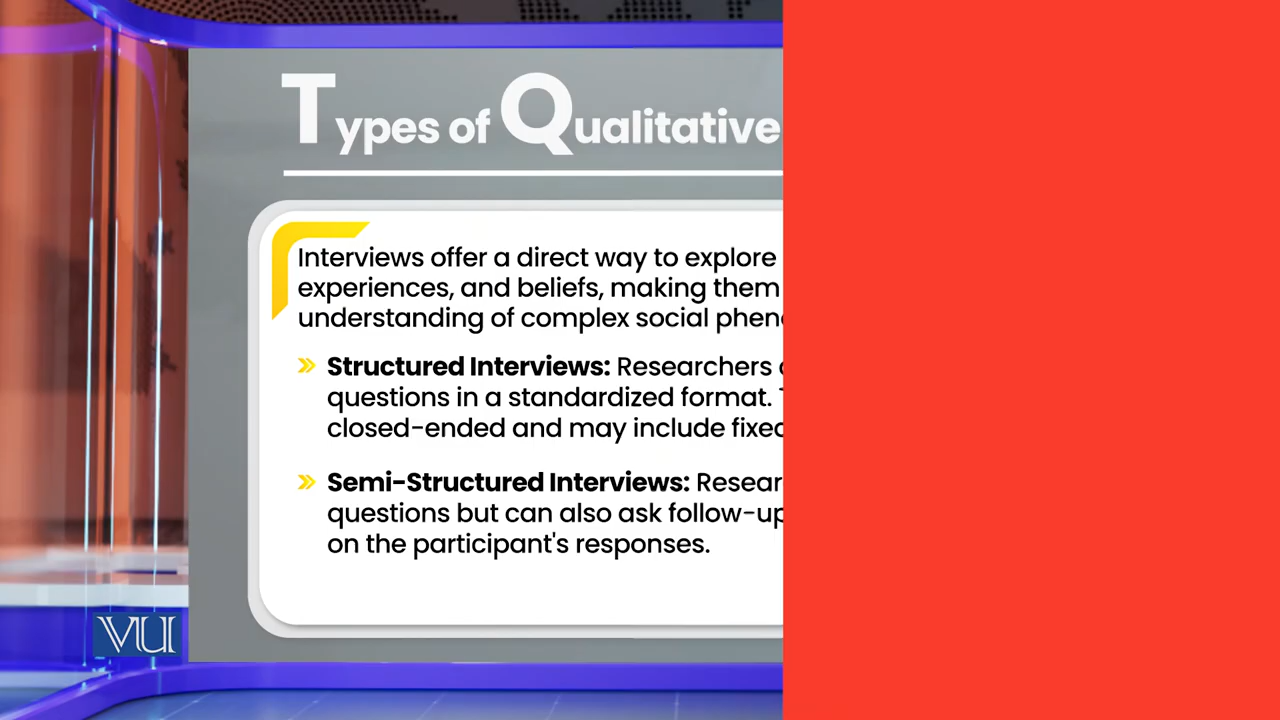 Types of Qualitative
Interviews offer a direct way to explore
experiences, and beliefs, making them
understanding of complex social
Structured Interviews: Researchers
questions in a standardized format.
closed-ended and may include
Semi-Structured Interviews:
questions but can also ask
on the participant's responses.
VU